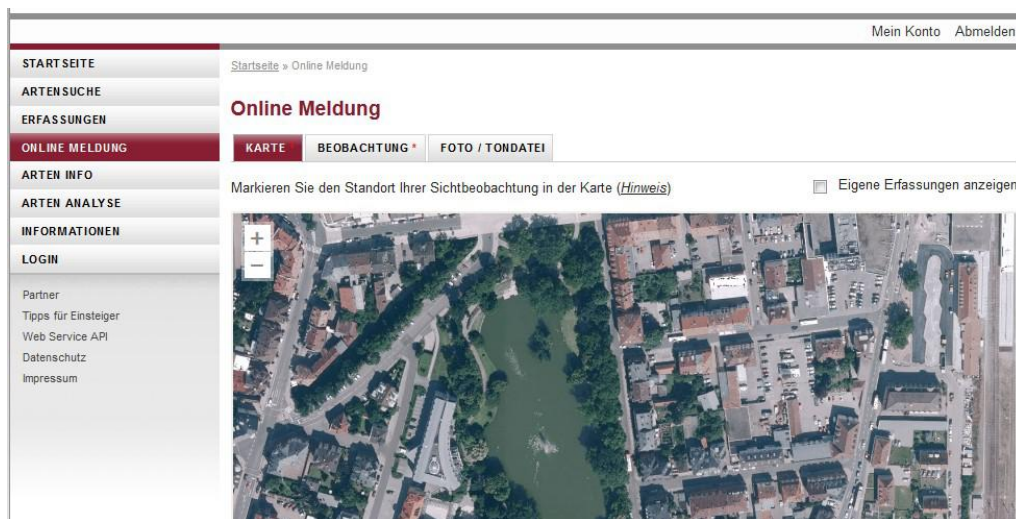 Mein Konto Abmelden
STARTSEITE
ARTENSUCHE
ERFASSUNGEN
ONLINE MELDUNG
ARTEN INFO
ARTEN ANALYSE
INFORMATIONEN
LOGIN
Partner
Tipps für Einsteiger
Web Service API
Datenschutz
Impressum
Startseite » Online Meldung
Online Meldung
KARTE BEOBACHTUNG * FOTO / TONDATEI
Markieren Sie den Standort Ihrer Sichtbeobachtung in der Karte (Hinweis) Eigene Erfassungen anzeigen
+
−